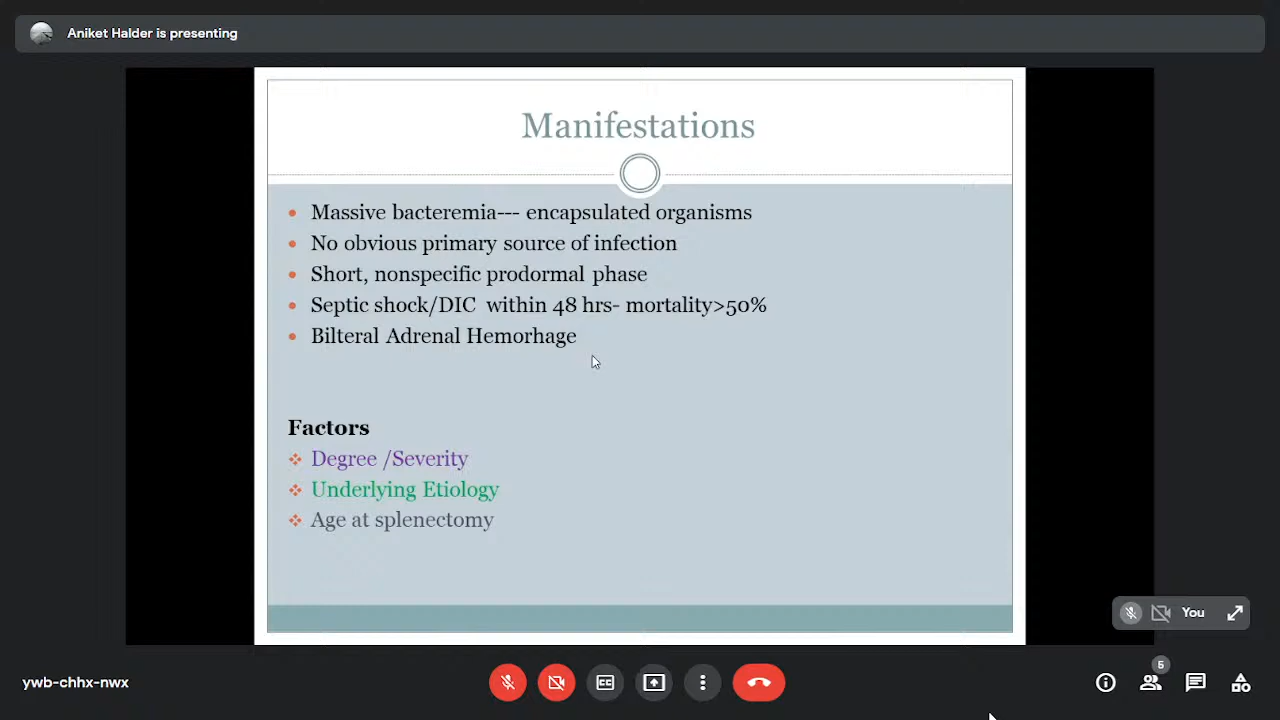 Aniket Halder is presenting
Manifestations
Massive bacteremia--- encapsulated organisms
No obvious primary source of infection
Short, nonspecific prodormal phase
Septic shock/DIC within 48 hrs- mortality>50%
Bilteral Adrenal Hemorhage
Factors
Degree /Severity
Underlying Etiology
Age at splenectomy
You
ywb-chhx-nwx
CC
5